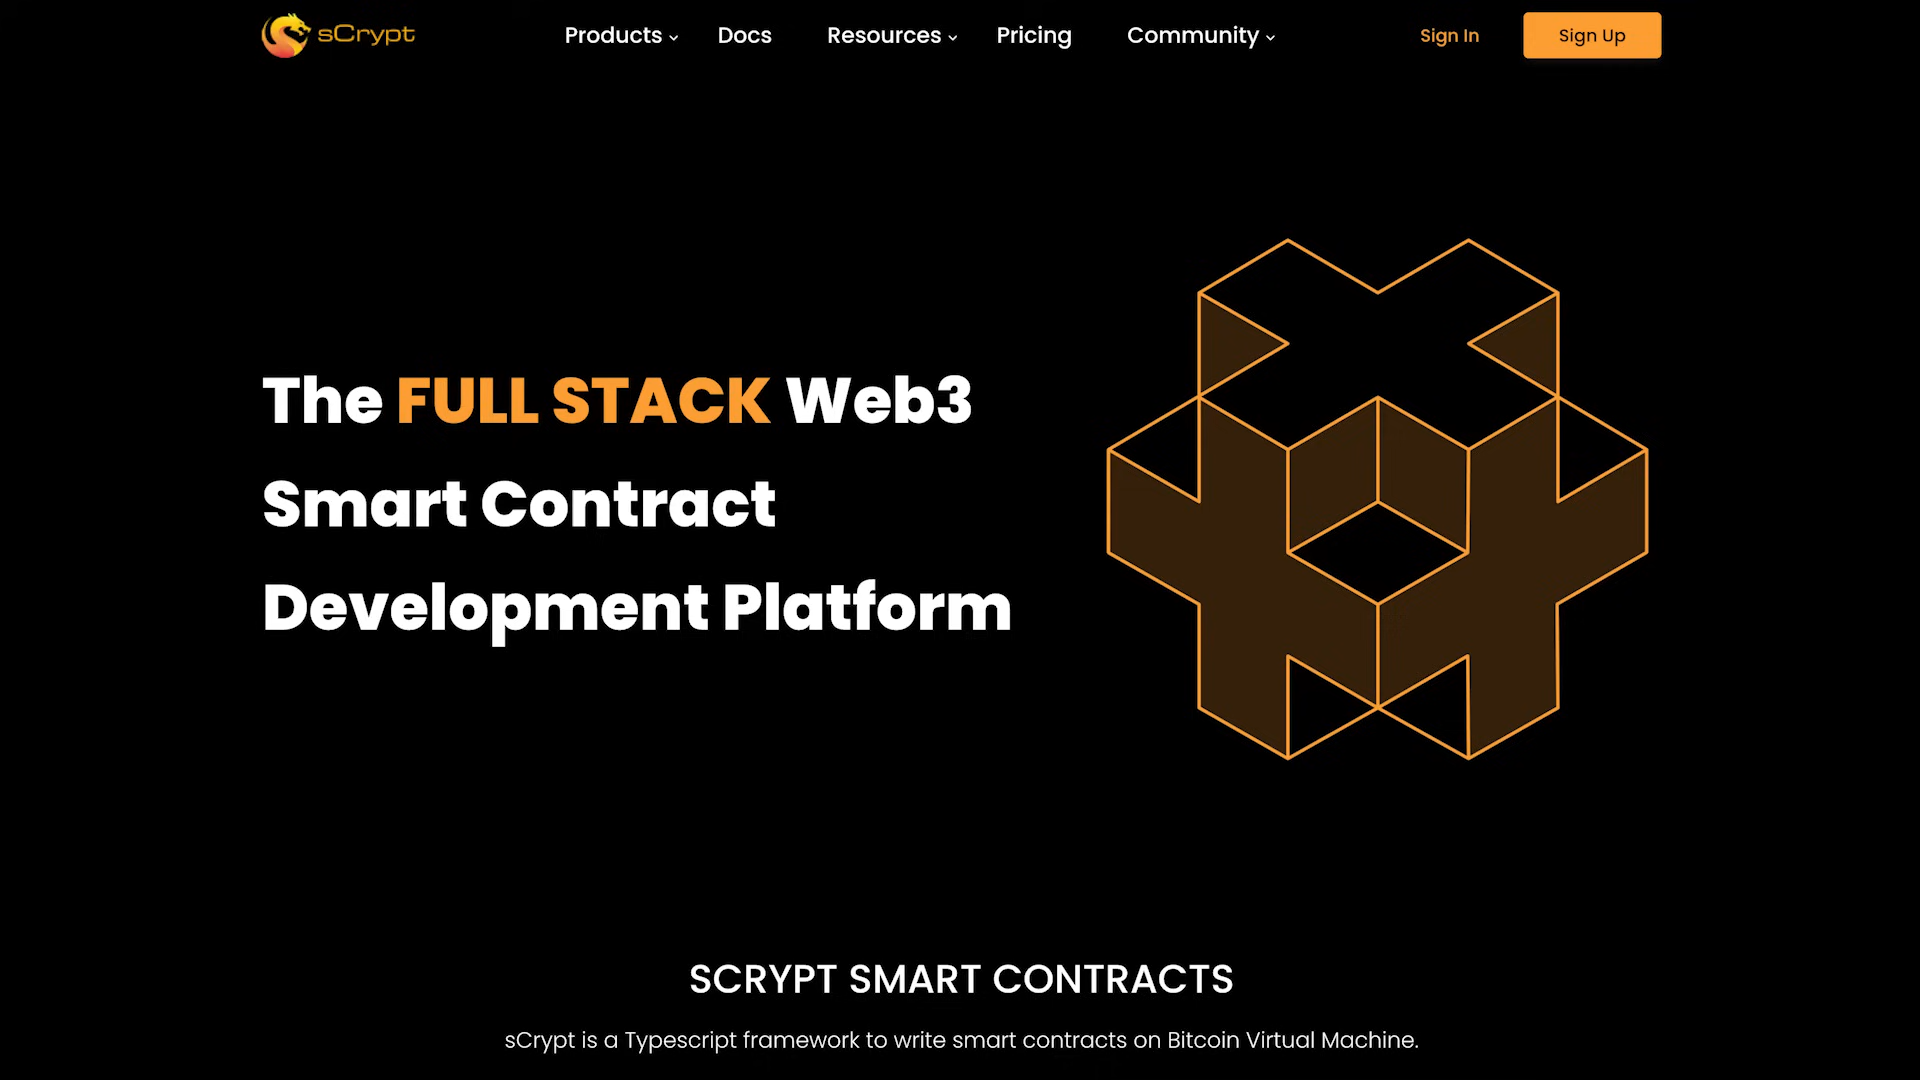 sCrypt
Products
Docs
Resources
Pricing
Community
Sign In
Sign Up
The FULL STACK Web3
Smart Contract
Development Platform
SCRYPT SMART CONTRACTS
sCrypt is a Typescript framework to write smart contracts on Bitcoin Virtual Machine.